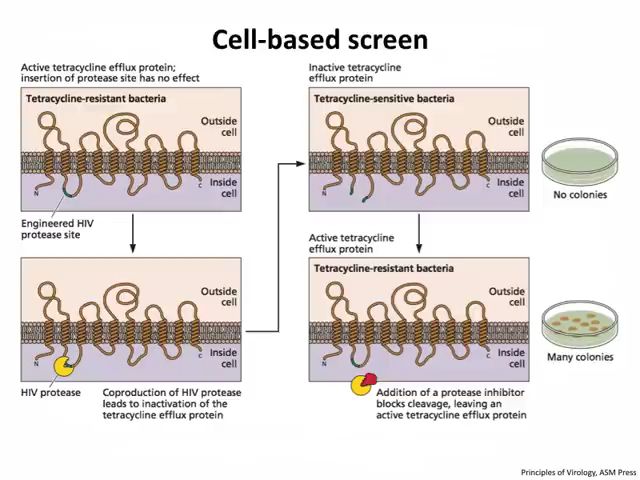 Cell-based screen
Active tetracycline efflux protein;
insertion of protease site has no effect
Tetracycline-resistant bacteria
Outside
cell
Inside
cell
N
C
Engineered HIV
protease site
Outside
cell
Inside
cell
N
C
HIV protease
Coproduction of HIV protease
leads to inactivation of the
tetracycline efflux protein
Inactive tetracycline
efflux protein
Tetracycline-sensitive bacteria
Outside
cell
Inside
cell
N
C
No colonies
Active tetracycline
efflux protein
Tetracycline-resistant bacteria
Outside
cell
Inside
cell
N
C
Many colonies
Addition of a protease inhibitor
blocks cleavage, leaving an
active tetracycline efflux protein
Principles of Virology, ASM Press